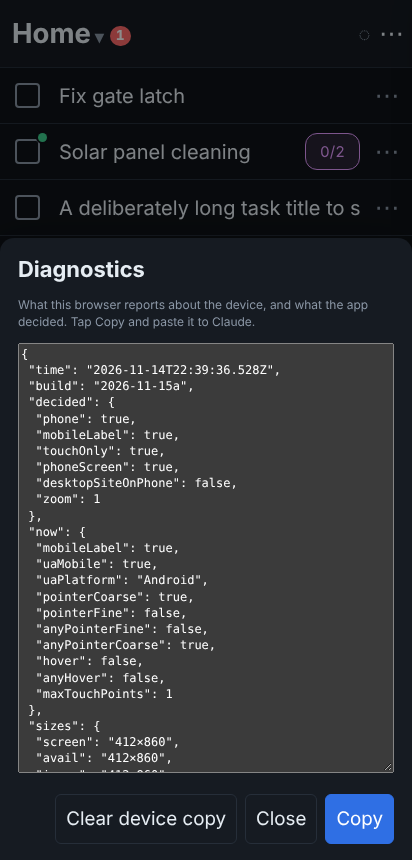 Home ▾ 1 ···
Fix gate latch ···
Solar panel cleaning 0/2 ···
A deliberately long task title to s ···
Diagnostics
What this browser reports about the device, and what the app
decided. Tap Copy and paste it to Claude.
{
"time": "2026-11-14T22:39:36.528Z",
"build": "2026-11-15a",
"decided": {
"phone": true,
"mobileLabel": true,
"touchOnly": true,
"phoneScreen": true,
"desktopSiteOnPhone": false,
"zoom": 1
},
"now": {
"mobileLabel": true,
"uaMobile": true,
"uaPlatform": "Android",
"pointerCoarse": true,
"pointerFine": false,
"anyPointerFine": false,
"anyPointerCoarse": true,
"hover": false,
"anyHover": false,
"maxTouchPoints": 1
},
"sizes": {
"screen": "412×860",
"avail": "412×860",
Clear device copy Close Copy